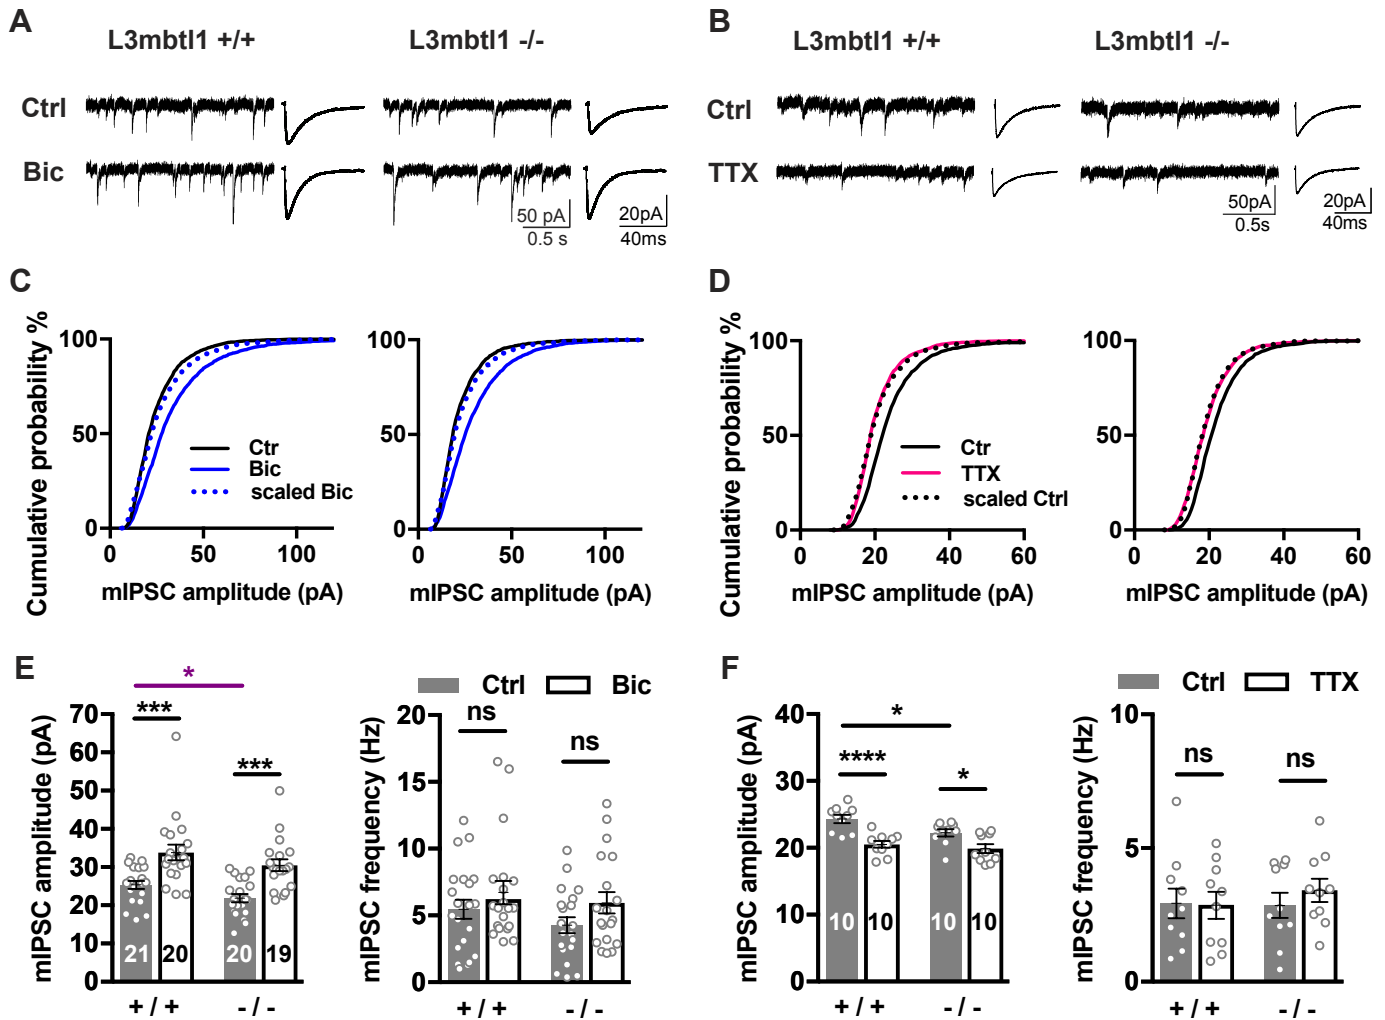 A
L3mbtl1 +/+
L3mbtl1 -/-
Ctrl
Bic
50 pA
0.5 s
20pA
40ms
B
L3mbtl1 +/+
L3mbtl1 -/-
Ctrl
TTX
50pA
0.5s
20pA
40ms
C
Cumulative probability %
100
50
0
0
50
100
mIPSC amplitude (pA)
Ctr
Bic
scaled Bic
100
50
0
0
50
100
mIPSC amplitude (pA)
D
Cumulative probability %
100
50
0
0
20
40
60
mIPSC amplitude (pA)
Ctr
TTX
scaled Ctrl
100
50
0
0
20
40
60
mIPSC amplitude (pA)
E
mIPSC amplitude (pA)
70
60
50
40
30
20
10
0
*
***
***
21
20
20
19
+ / +
- / -
Ctrl
Bic
mIPSC frequency (Hz)
20
15
10
5
0
ns
ns
+ / +
- / -
F
mIPSC amplitude (pA)
40
30
20
10
0
*
****
*
10
10
10
10
+ / +
- / -
Ctrl
TTX
mIPSC frequency (Hz)
10
5
0
ns
ns
+ / +
- / -